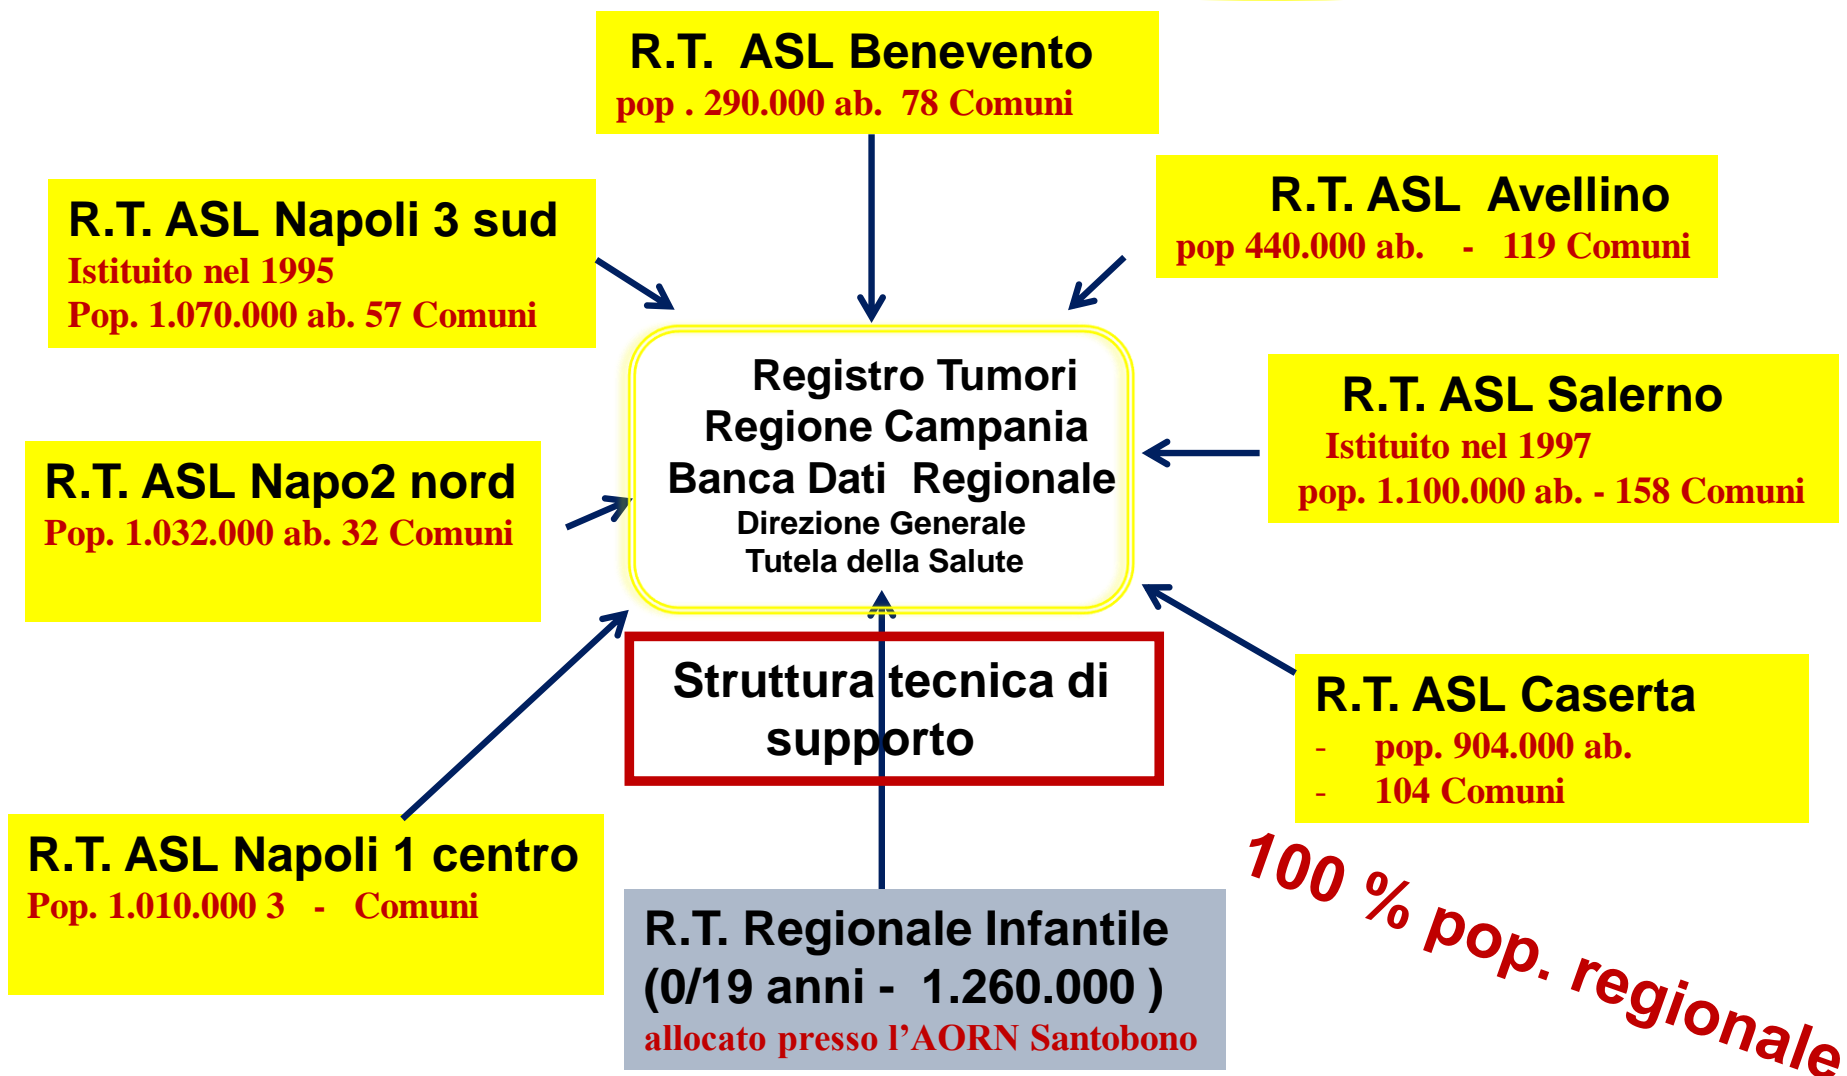 R.T. ASL Benevento
pop . 290.000 ab. 78 Comuni
R.T. ASL Napoli 3 sud
Istituito nel 1995
Pop. 1.070.000 ab. 57 Comuni
R.T. ASL Avellino
pop 440.000 ab. - 119 Comuni
Registro Tumori
Regione Campania
Banca Dati Regionale
Direzione Generale
Tutela della Salute
R.T. ASL Salerno
Istituito nel 1997
pop. 1.100.000 ab. - 158 Comuni
R.T. ASL Napo2 nord
Pop. 1.032.000 ab. 32 Comuni
Struttura tecnica di
supporto
R.T. ASL Caserta
- pop. 904.000 ab.
- 104 Comuni
R.T. ASL Napoli 1 centro
Pop. 1.010.000 3 - Comuni
R.T. Regionale Infantile
(0/19 anni - 1.260.000 )
allocato presso l’AORN Santobono
100 % pop. regionale